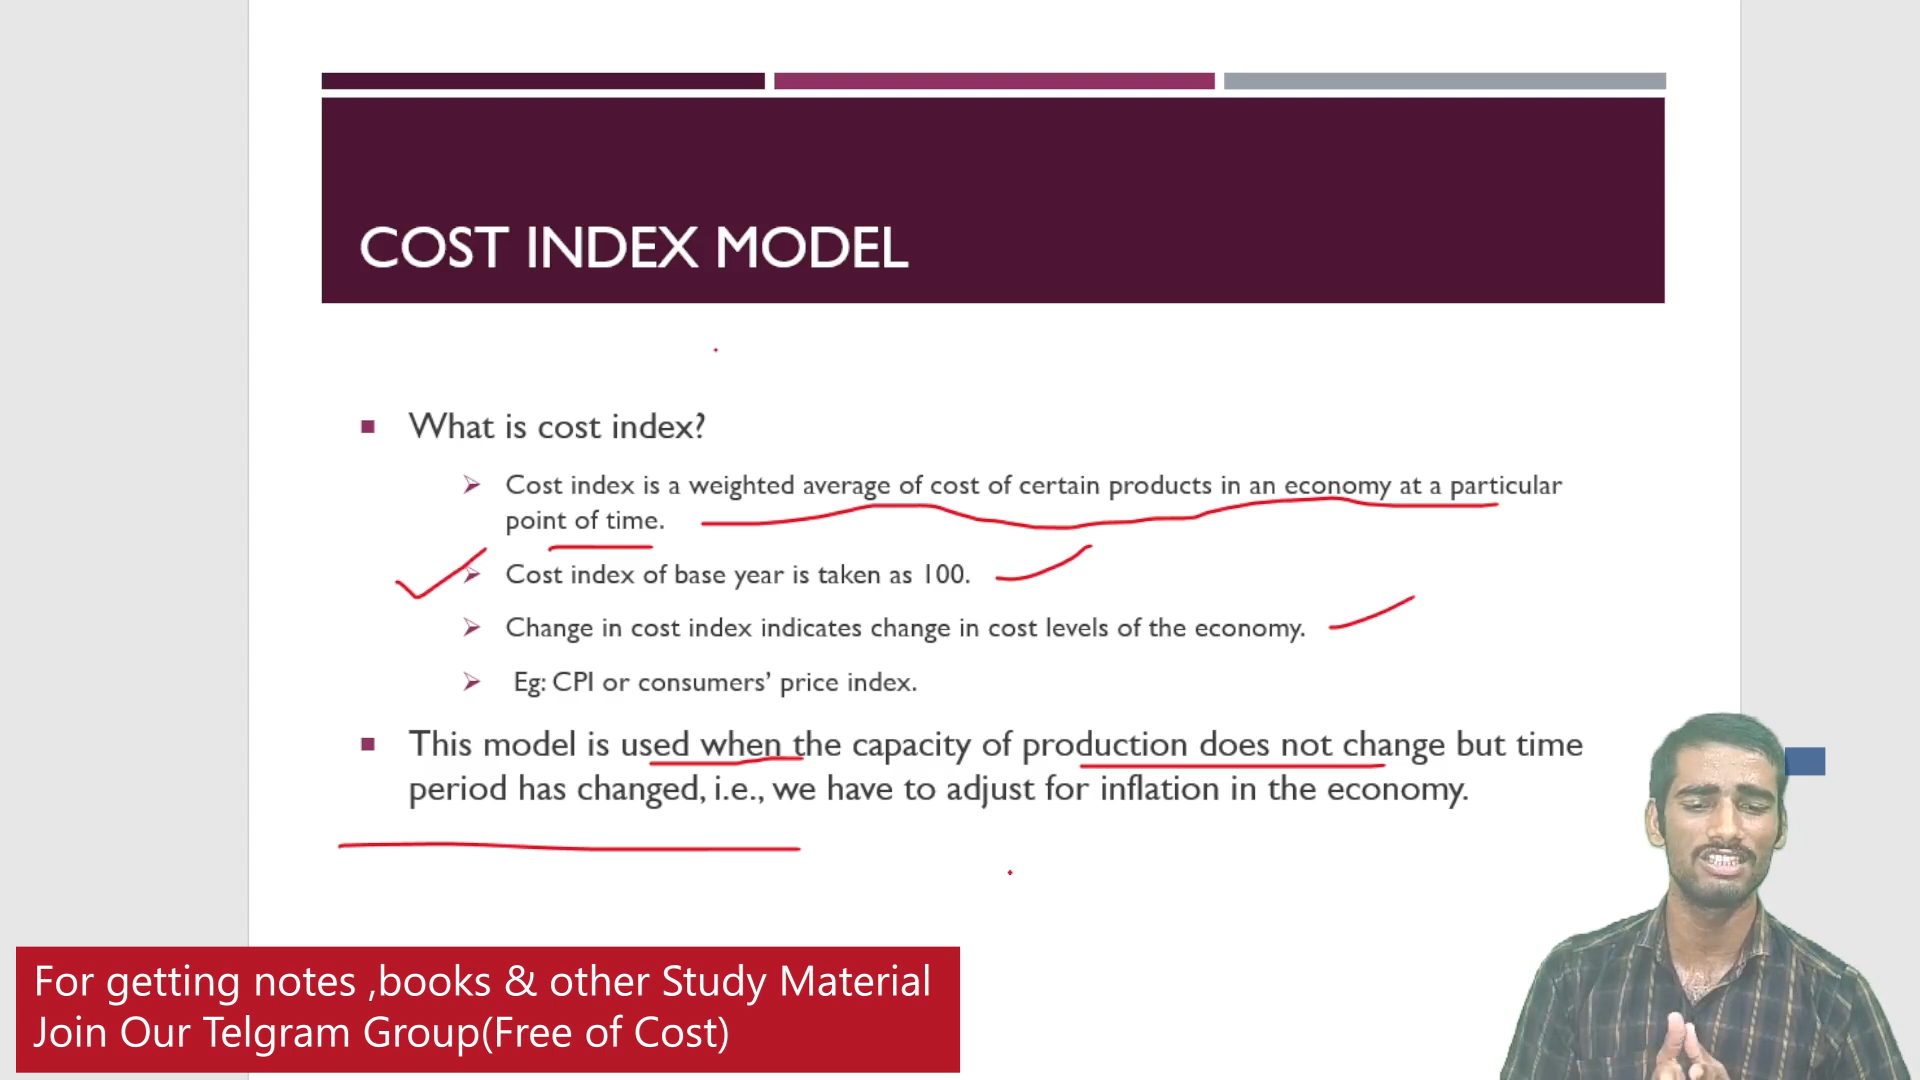 COST INDEX MODEL
What is cost index?
Cost index is a weighted average of cost of certain products in an economy at a particular
point of time.
Cost index of base year is taken as 100.
Change in cost index indicates change in cost levels of the economy.
Eg: CPI or consumers’ price index.
This model is used when the capacity of production does not change but time
period has changed, i.e., we have to adjust for inflation in the economy.
For getting notes ,books & other Study Material
Join Our Telgram Group(Free of Cost)